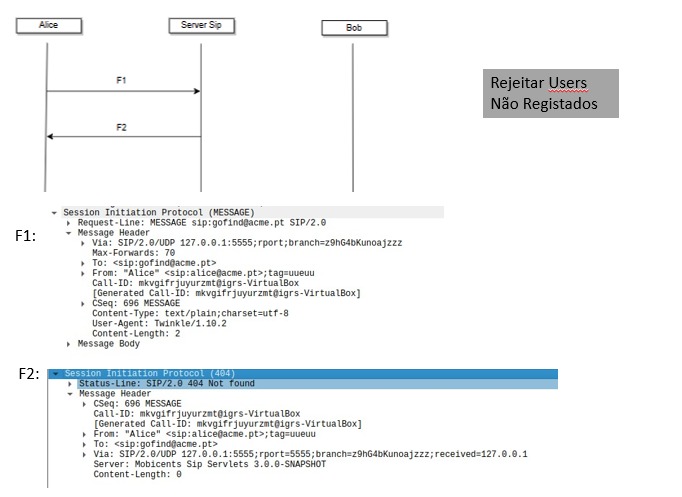 Alice
Server Sip
Bob
F1
F2
Rejeitar Users
Não Registados
F1:
Session Initiation Protocol (MESSAGE)
Request-Line: MESSAGE sip:gofind@acme.pt SIP/2.0
Message Header
Via: SIP/2.0/UDP 127.0.0.1:5555;rport;branch=z9hG4bKunoajzzz
Max-Forwards: 70
To: <sip:gofind@acme.pt>
From: "Alice" <sip:alice@acme.pt>;tag=uueuu
Call-ID: mkvgifrjuyurzmt@igrs-VirtualBox
[Generated Call-ID: mkvgifrjuyurzmt@igrs-VirtualBox]
CSeq: 696 MESSAGE
Content-Type: text/plain;charset=utf-8
User-Agent: Twinkle/1.10.2
Content-Length: 2
Message Body
F2:
Session Initiation Protocol (404)
Status-Line: SIP/2.0 404 Not found
Message Header
CSeq: 696 MESSAGE
Call-ID: mkvgifrjuyurzmt@igrs-VirtualBox
[Generated Call-ID: mkvgifrjuyurzmt@igrs-VirtualBox]
From: "Alice" <sip:alice@acme.pt>;tag=uueuu
To: <sip:gofind@acme.pt>
Via: SIP/2.0/UDP 127.0.0.1:5555;rport=5555;branch=z9hG4bKunoajzzz;received=127.0.0.1
Server: Mobicents Sip Servlets 3.0.0-SNAPSHOT
Content-Length: 0